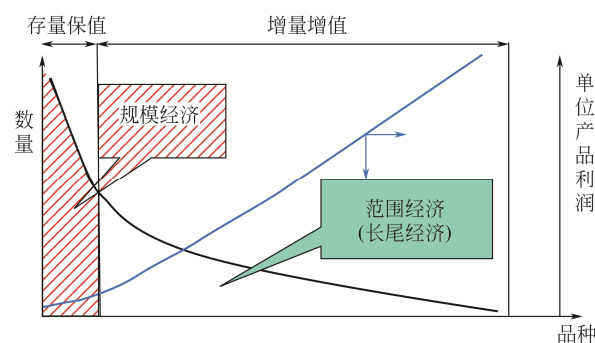 存量保值
增量增值
数量
规模经济
单位产品利润
范围经济
(长尾经济)
品种